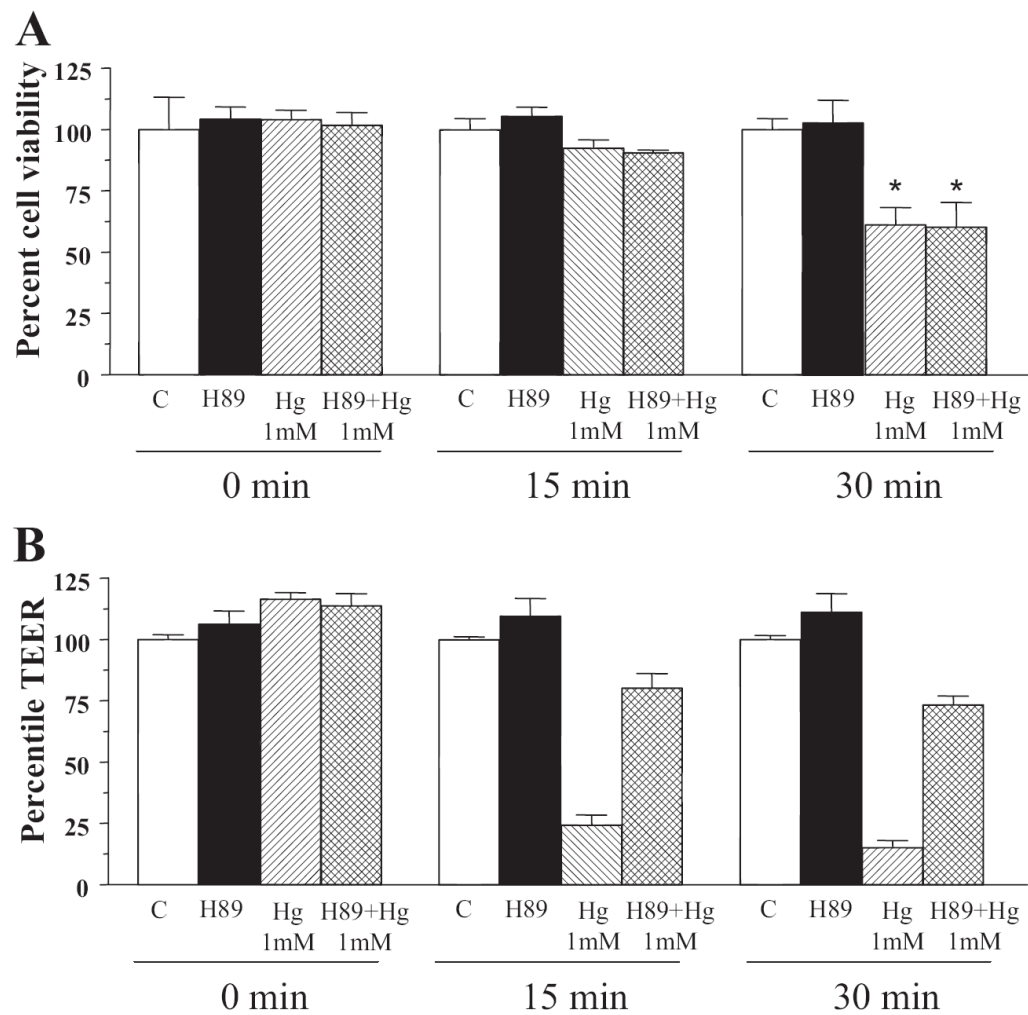 A
Percent cell viability
125
100
75
50
25
0
* *
C H89 Hg H89+Hg C H89 Hg H89+Hg C H89 Hg H89+Hg
1mM 1mM 1mM 1mM 1mM 1mM
0 min 15 min 30 min
B
Percentile TEER
125
100
75
50
25
0
C H89 Hg H89+Hg C H89 Hg H89+Hg C H89 Hg H89+Hg
1mM 1mM 1mM 1mM 1mM 1mM
0 min 15 min 30 min